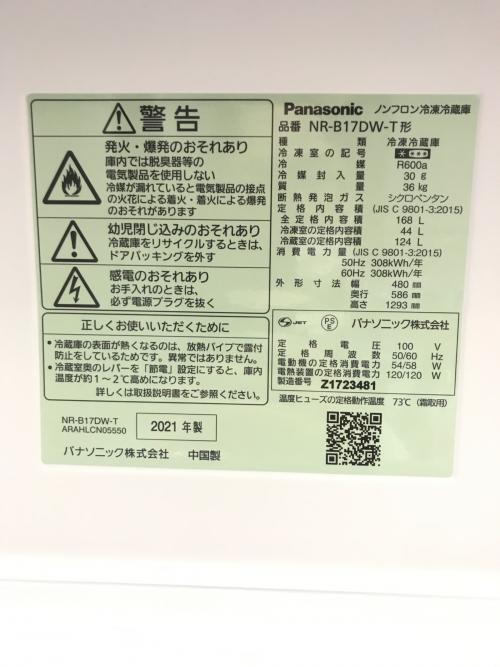 警告
発火・爆発のおそれあり
庫内では脱臭器等の
電気製品を使用しない
冷媒が漏れていると電気製品の接点
の火花による着火・着火による爆発
のおそれがあります
幼児閉じ込みのおそれあり
冷蔵庫をリサイクルするときは、
ドアパッキングを外す
感電のおそれあり
お手入れのときは、
必ず電源プラグを抜く
正しくお使いいただくために
・冷蔵庫の表面が熱くなるのは、放熱パイプで露付
防止をしているためです。異常ではありません。
・冷蔵室奥のレバーを「節電」設定にすると、庫内
温度が約1～2℃高めになります。
詳しくは取扱説明書をご参照ください。
NR-B17DW-T
ARAHLCN05550
2021年製
パナソニック株式会社 中国製
Panasonic ノンフロン冷凍冷蔵庫
品番 NR-B17DW-T形
種類 冷凍冷蔵庫
冷凍室の記号
冷媒 R600a
冷媒封入量 30g
質量 36kg
断熱発泡ガス シクロペンタン
定格内容積 (JIS C 9801-3:2015)
全定格内容積 168 L
冷凍室の定格内容積 44 L
冷蔵室の定格内容積 124 L
消費電力量 (JIS C 9801-3:2015)
50Hz 308kWh/年
60Hz 308kWh/年
外形寸法 幅 480 mm
奥行 586 mm
高さ 1293 mm
JET PSE パナソニック株式会社
定格電圧 100 V
定格周波数 50/60 Hz
電動機の定格消費電力 54/58 W
電熱装置の定格消費電力 120/120 W
製造番号 Z1723481
温度ヒューズの定格動作温度 73℃ (霜取用)